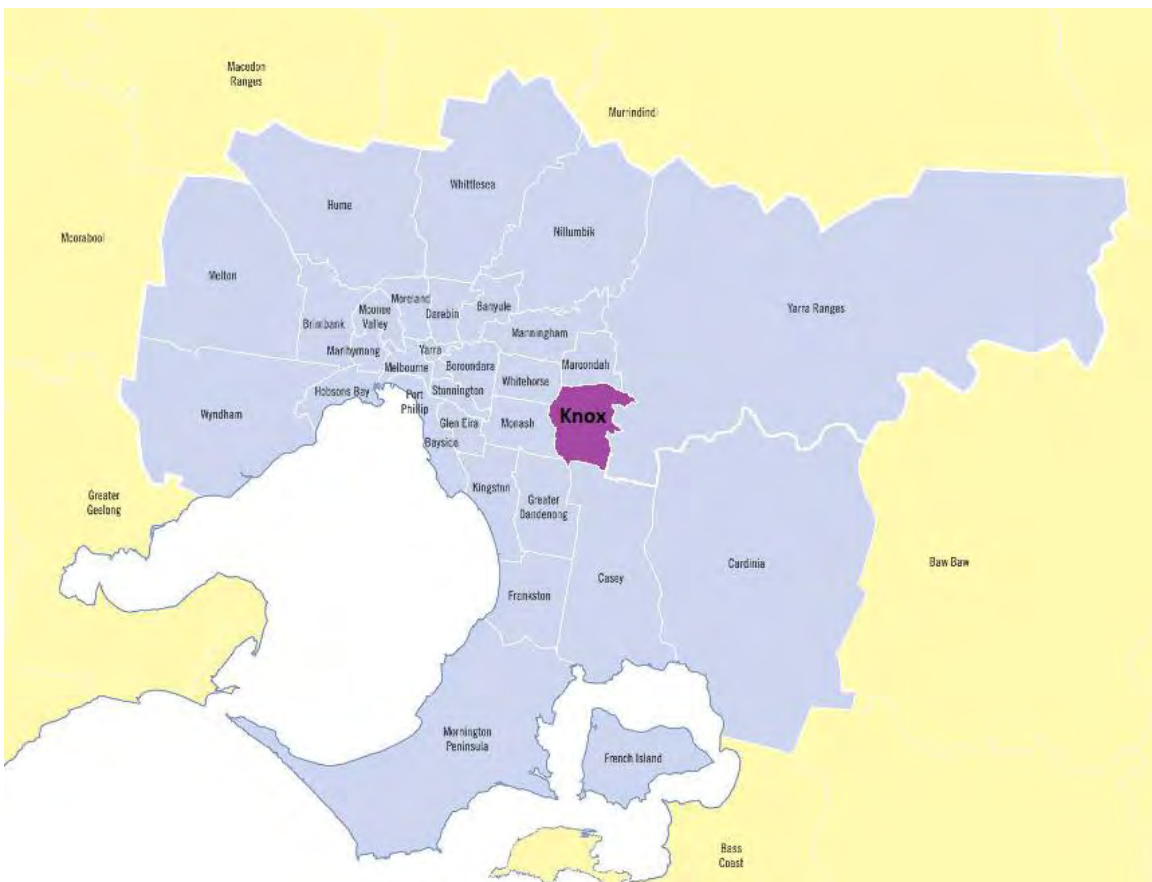 Macedon
Ranges
Murrindindi
Whittlesea
Hume
Nillumbik
Moorabool
Melton
Yarra Ranges
Moreland
Banyule
Moonee
Valley
Darebin
Brimbank
Manningham
Maribyrnong
Yarra
Melbourne
Boroondara
Maroondah
Whitehorse
Hobsons Bay
Port
Phillip
Stonnington
Wyndham
Knox
Glen Eira
Monash
Bayside
Kingston
Greater
Geelong
Greater
Dandenong
Cardinia
Baw Baw
Casey
Frankston
Mornington
Peninsula
French Island
Bass
Coast